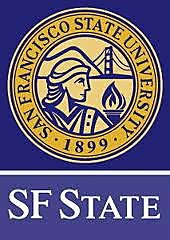 SAN FRANCISCO STATE UNIVERSITY
· 1899 ·
SF STATE